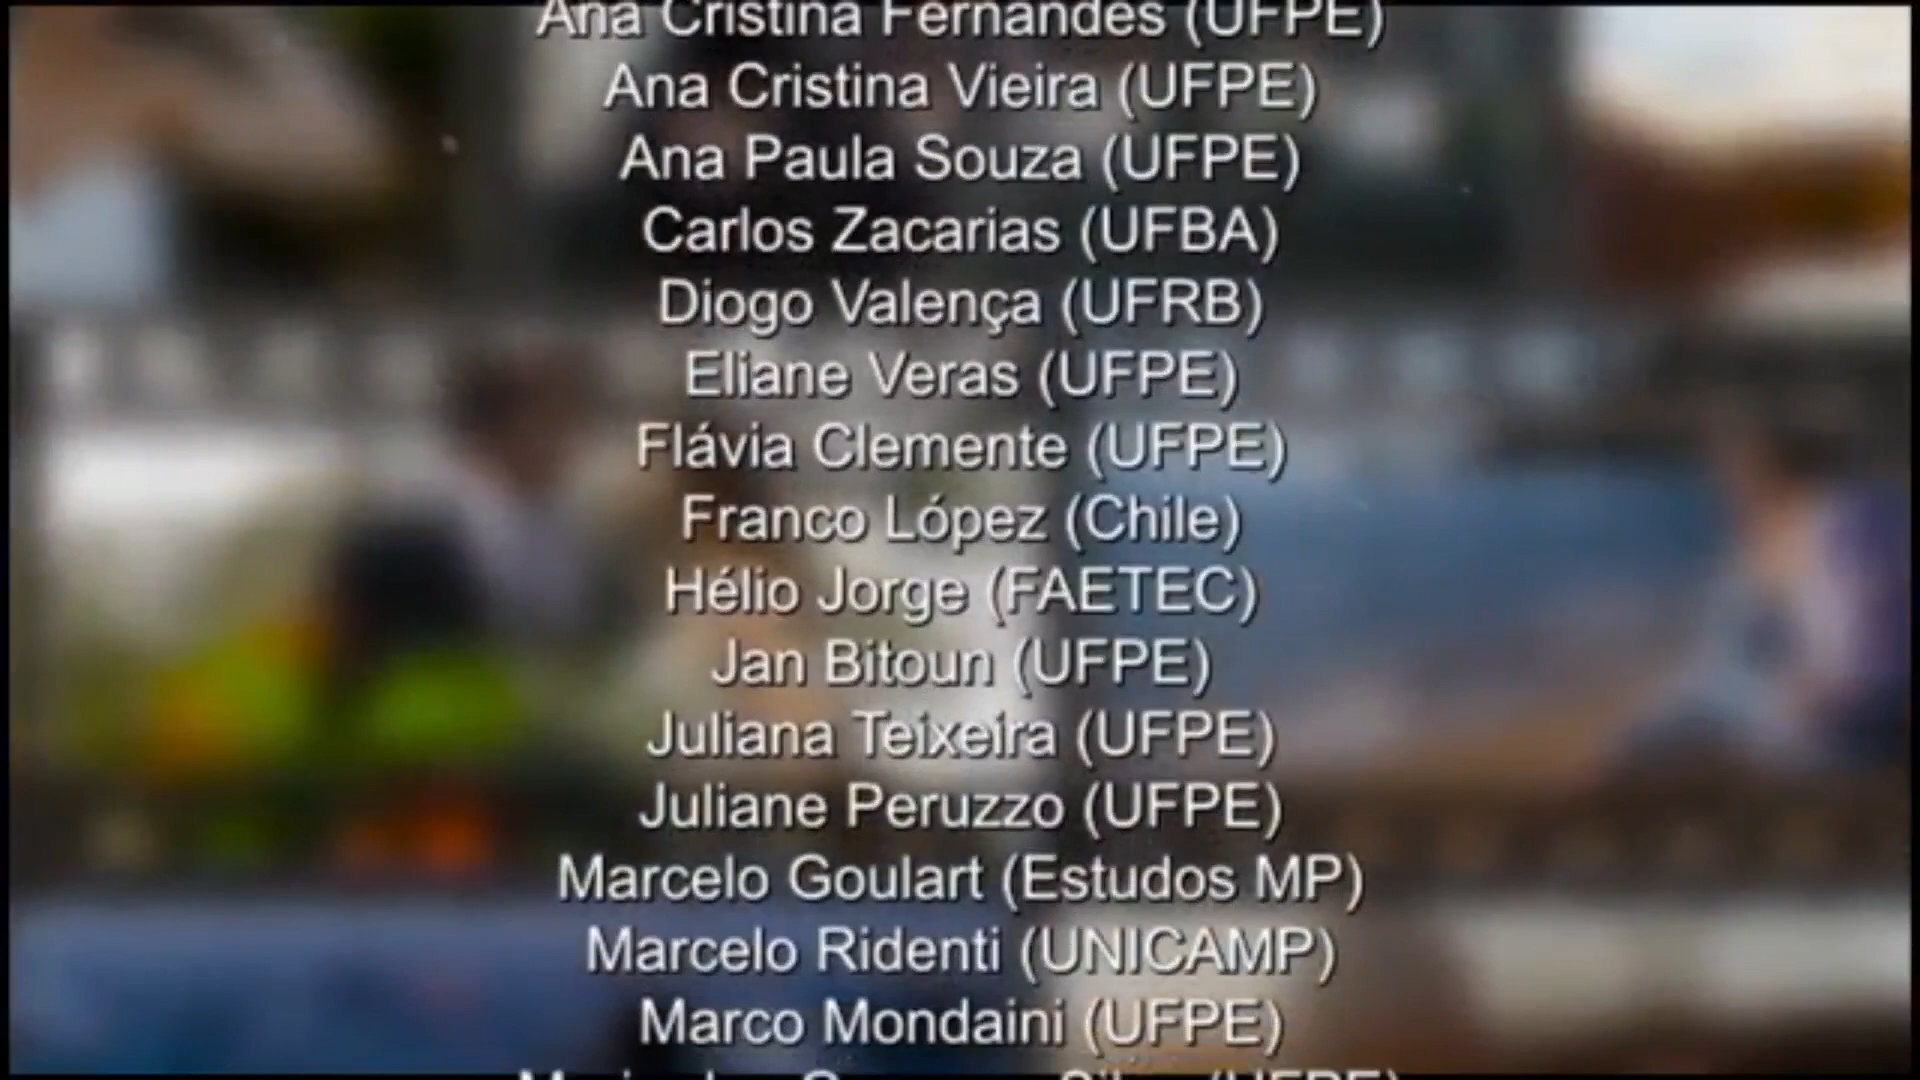 Ana Cristina Fernandes (UFPE)
Ana Cristina Vieira (UFPE)
Ana Paula Souza (UFPE)
Carlos Zacarias (UFBA)
Diogo Valença (UFRB)
Eliane Veras (UFPE)
Flávia Clemente (UFPE)
Franco López (Chile)
Hélio Jorge (FAETEC)
Jan Bitoun (UFPE)
Juliana Teixeira (UFPE)
Juliane Peruzzo (UFPE)
Marcelo Goulart (Estudos MP)
Marcelo Ridenti (UNICAMP)
Marco Mondaini (UFPE)
(UFPE)